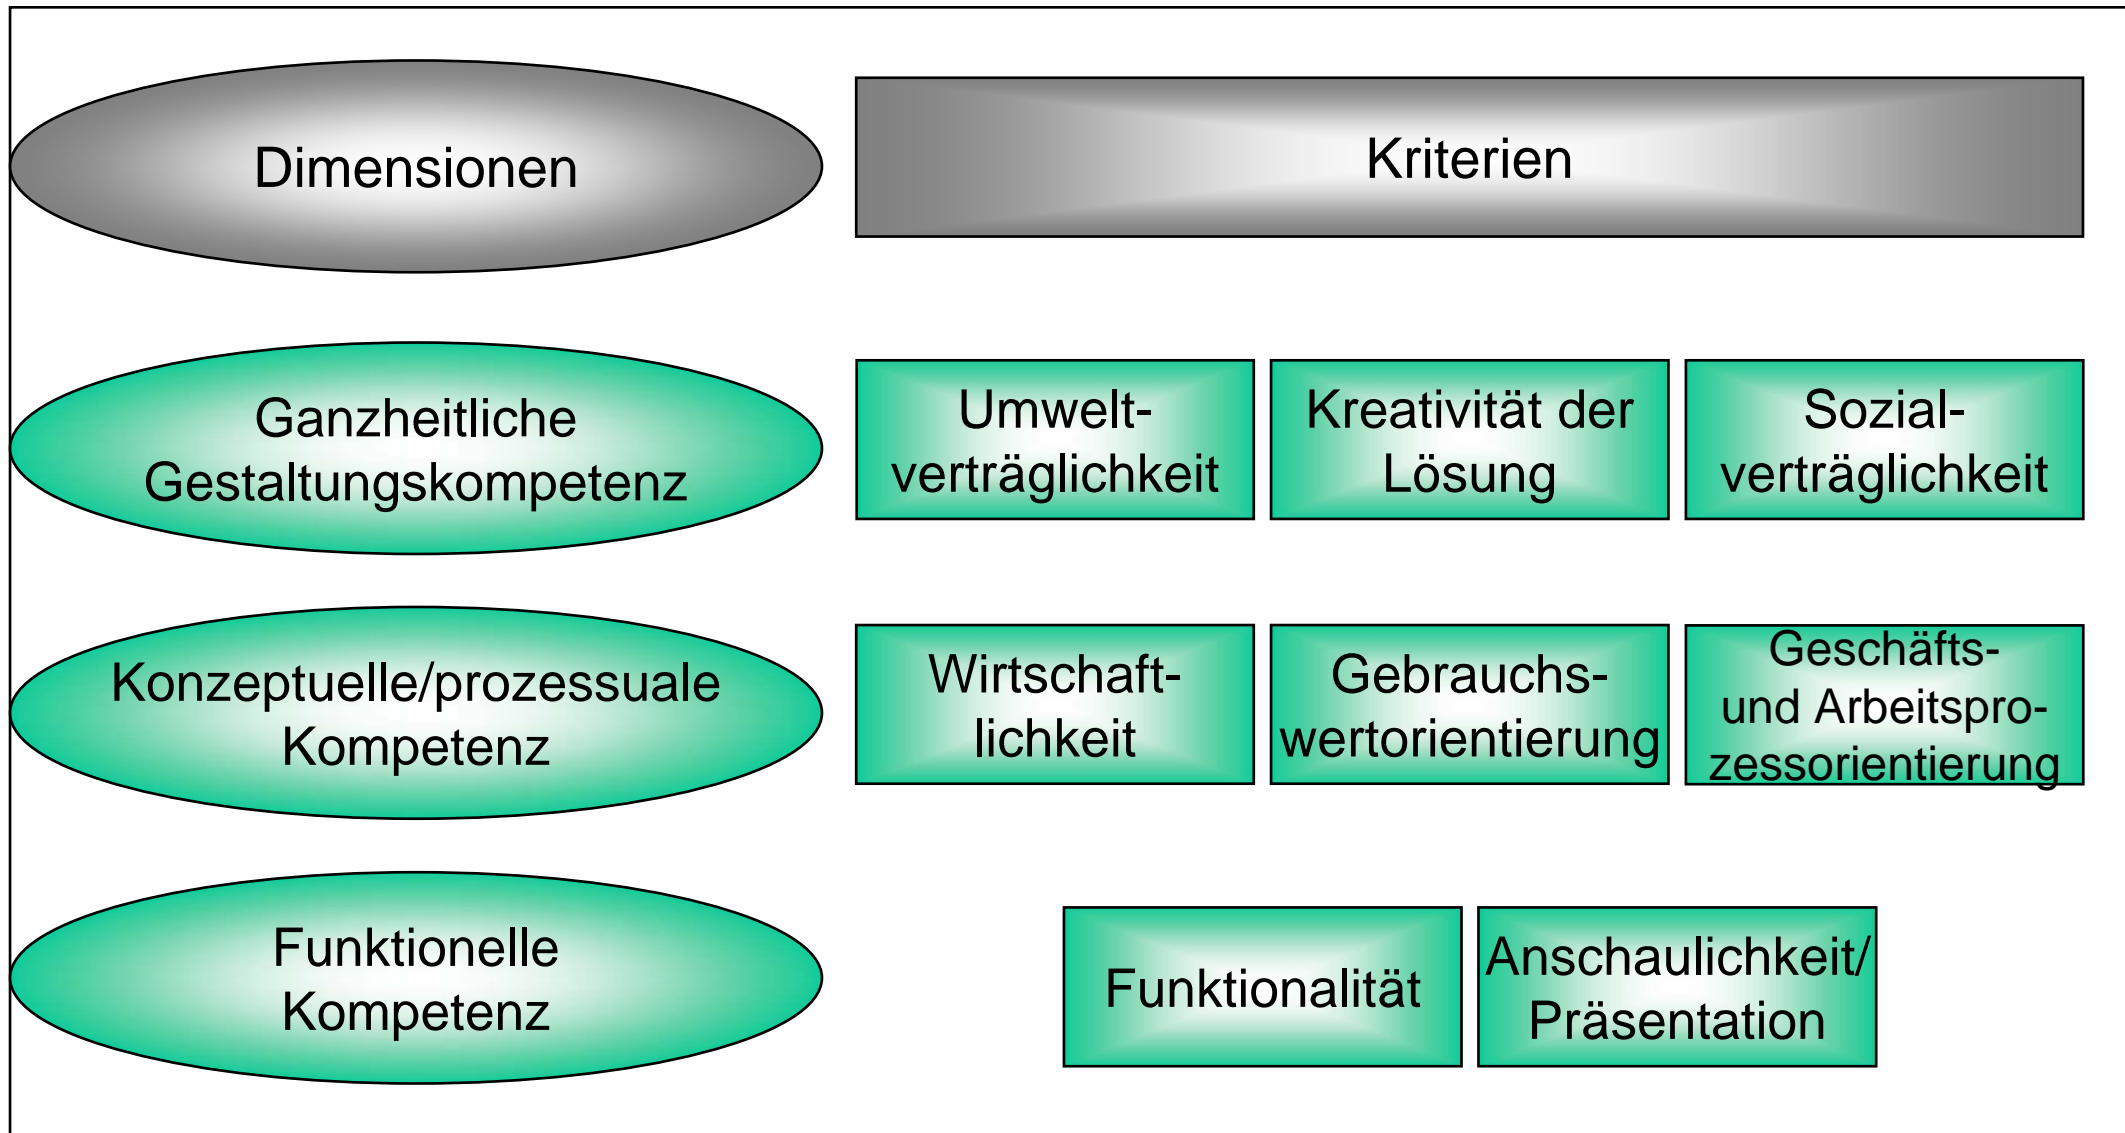 Dimensionen
Kriterien
Ganzheitliche
Gestaltungskompetenz
Umwelt-
verträglichkeit
Kreativität der
Lösung
Sozial-
verträglichkeit
Konzeptuelle/prozessuale
Kompetenz
Wirtschaft-
lichkeit
Gebrauchs-
wertorientierung
Geschäfts-
und Arbeitspro-
zessorientierung
Funktionelle
Kompetenz
Funktionalität
Anschaulichkeit/
Präsentation